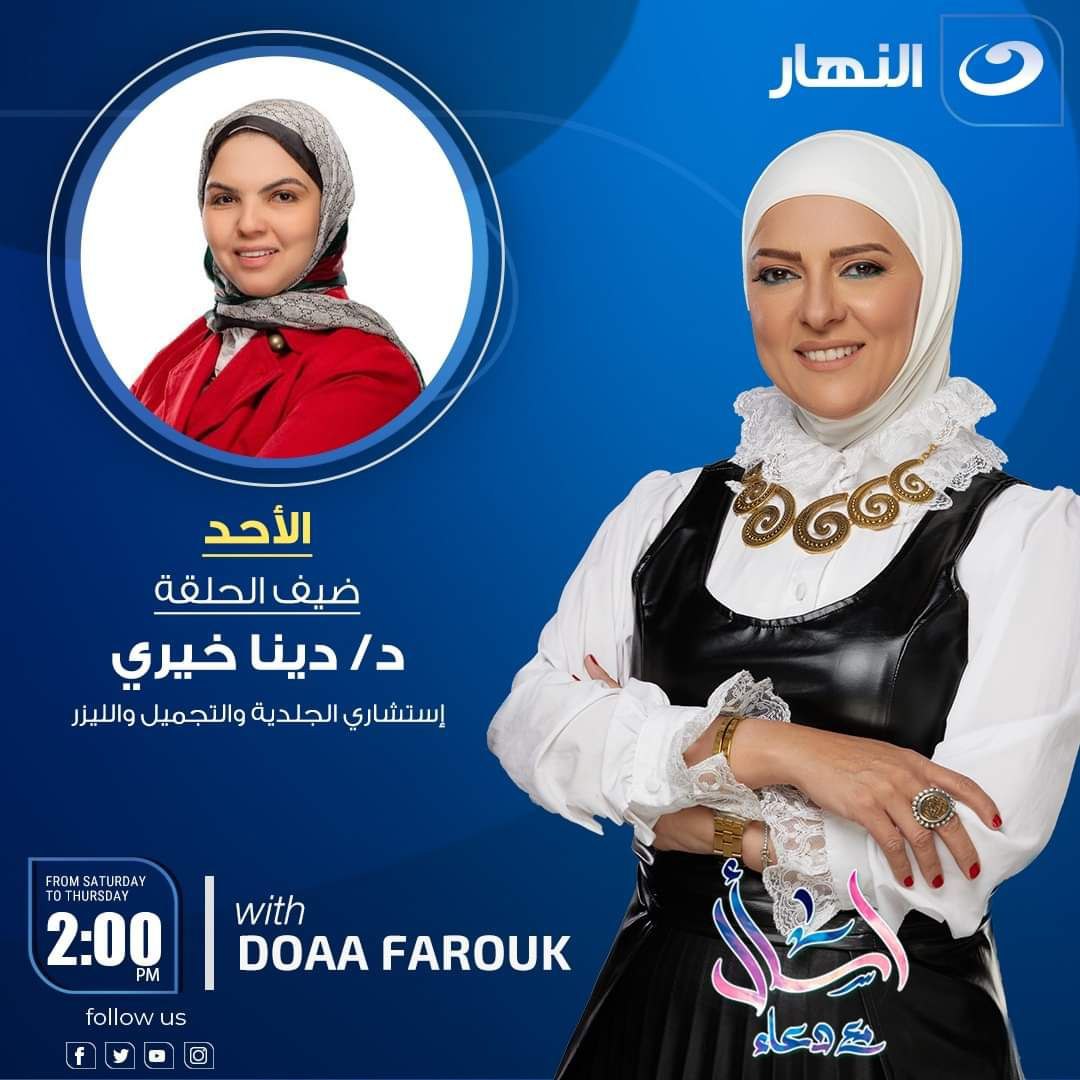 النهار
الأحد
ضيف الحلقة
د/ دينا خيري
إستشاري الجلدية والتجميل والليزر
FROM SATURDAY
TO THURSDAY
2:00
PM
with
DOAA FAROUK
follow us
إسأل
مع دعاء